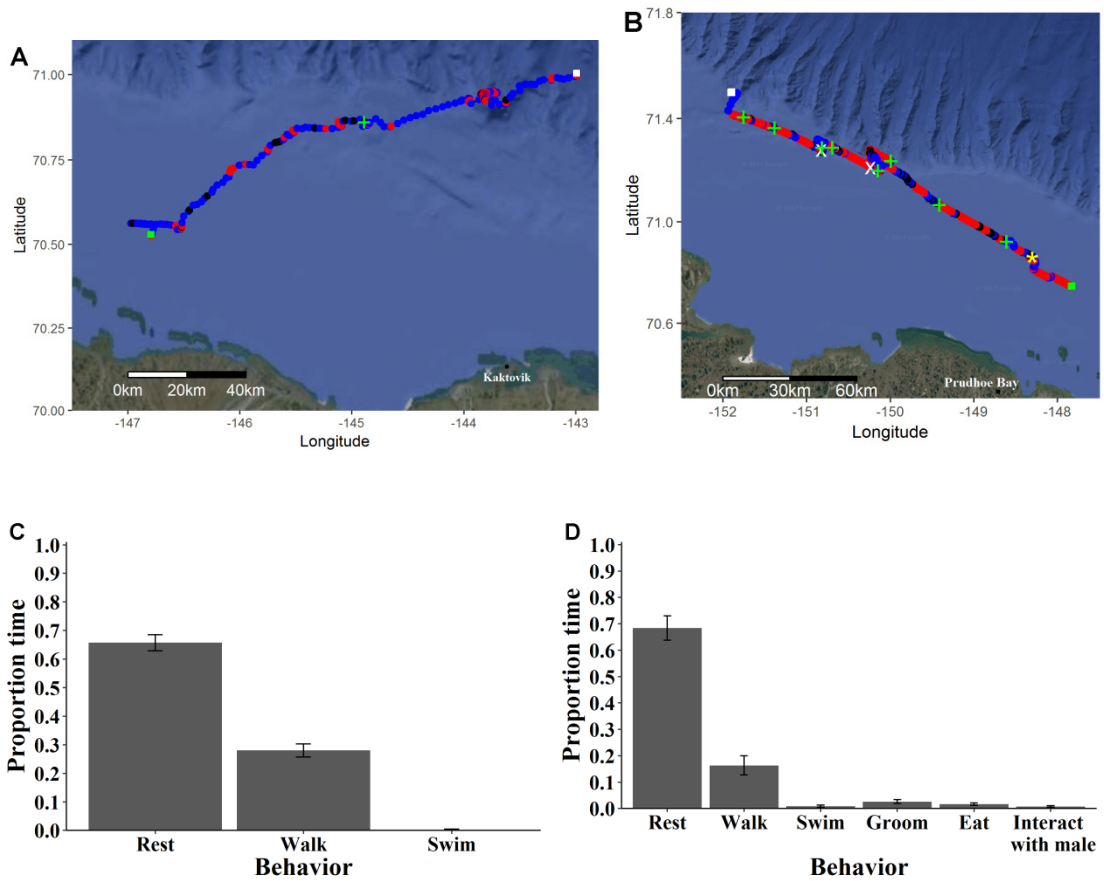 A
71.00
70.75
70.50
70.25
70.00
Latitude
0km 20km 40km
Kaktovik
-147 -146 -145 -144 -143
Longitude
B
71.8
71.4
71.0
70.6
Latitude
0km 30km 60km
Prudhoe Bay
-152 -151 -150 -149 -148
Longitude
C
1.0
0.9
0.8
0.7
0.6
0.5
0.4
0.3
0.2
0.1
0.0
Proportion time
Rest Walk Swim
Behavior
D
1.0
0.9
0.8
0.7
0.6
0.5
0.4
0.3
0.2
0.1
0.0
Proportion time
Rest Walk Swim Groom Eat Interact
with male
Behavior